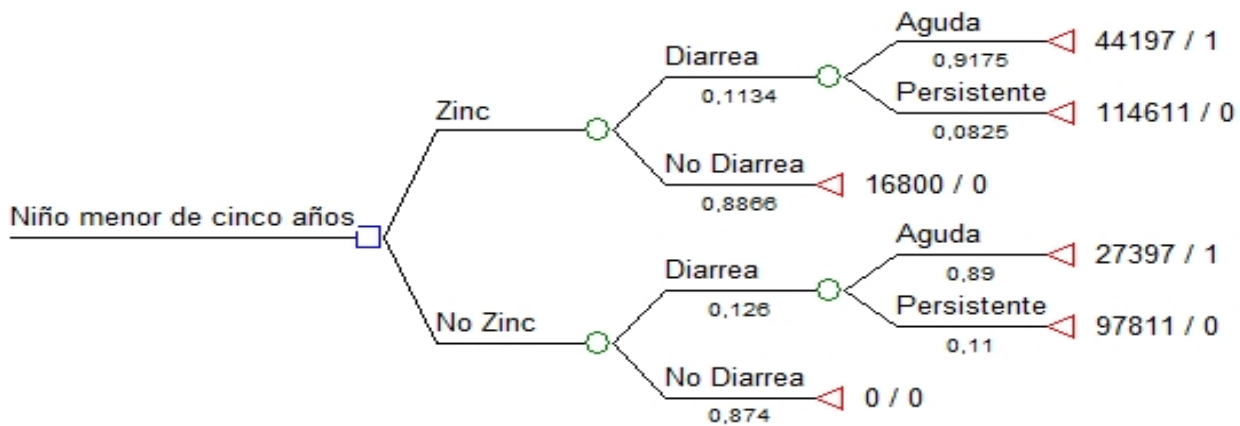 Aguda
44197 / 1
0,9175
Diarrea
0,1134
Persistente
114611 / 0
0,0825
Zinc
No Diarrea
16800 / 0
0,8866
Niño menor de cinco años
Aguda
27397 / 1
0,89
Diarrea
0,126
Persistente
97811 / 0
0,11
No Zinc
No Diarrea
0 / 0
0,874